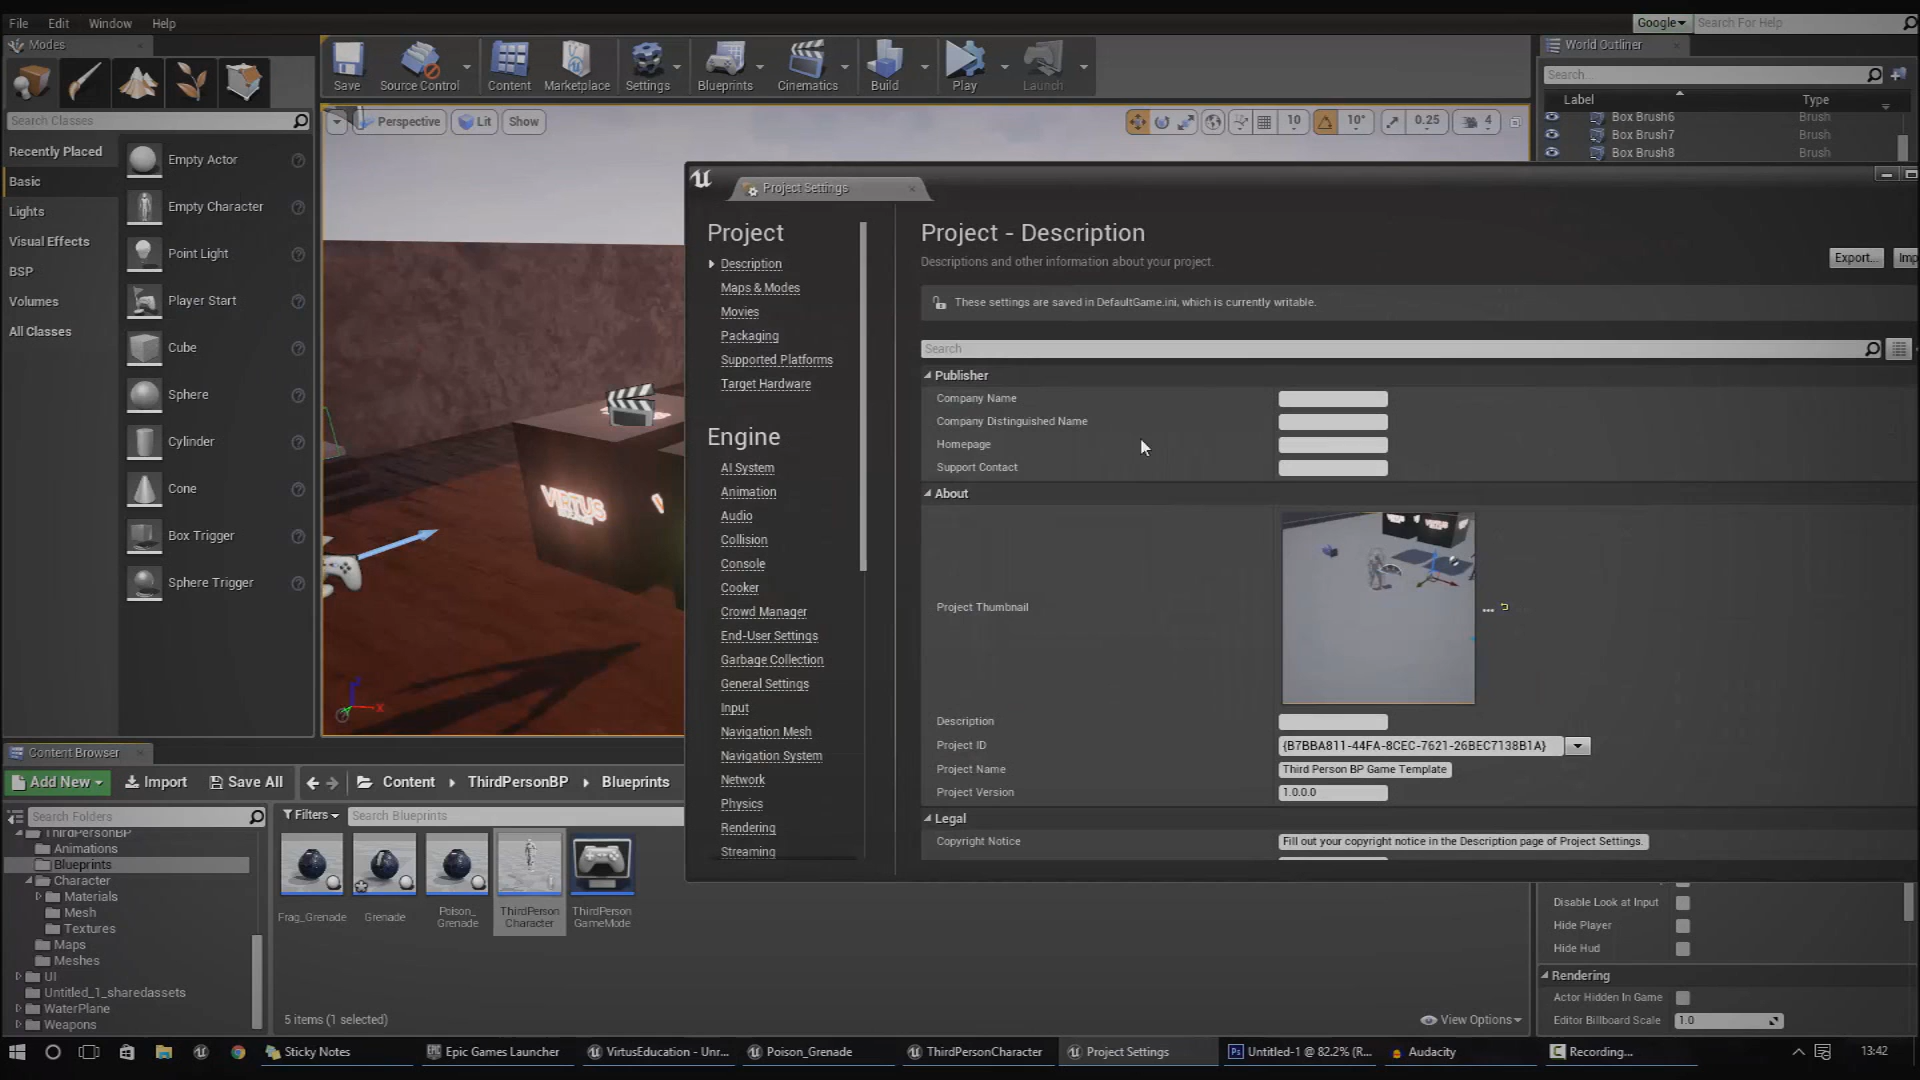 File Edit Window Help
Google Search For Help
Modes
Save Source Control Content Marketplace Settings Blueprints Cinematics Build Play Launch
World Outliner
Search
Label Type
Box Brush6 Brush
Box Brush7 Brush
Box Brush8 Brush
Search Classes
Recently Placed
Basic
Lights
Visual Effects
BSP
Volumes
All Classes
Empty Actor
Empty Character
Point Light
Player Start
Cube
Sphere
Cylinder
Cone
Box Trigger
Sphere Trigger
Perspective Lit Show
10 10° 0.25 4
VIRTUS
Project Settings
Project
Description
Maps & Modes
Movies
Packaging
Supported Platforms
Target Hardware
Engine
AI System
Animation
Audio
Collision
Console
Cooker
Crowd Manager
End-User Settings
Garbage Collection
General Settings
Input
Navigation Mesh
Navigation System
Network
Physics
Rendering
Streaming
Project - Description
Descriptions and other information about your project.
Export... Imp
These settings are saved in DefaultGame.ini, which is currently writable.
Search
Publisher
Company Name
Company Distinguished Name
Homepage
Support Contact
About
Project Thumbnail
Description
Project ID {B7BBA811-44FA-8CEC-7621-26BEC7138B1A}
Project Name Third Person BP Game Template
Project Version 1.0.0.0
Legal
Copyright Notice Fill out your copyright notice in the Description page of Project Settings.
Content Browser
Add New Import Save All Content ThirdPersonBP Blueprints
Search Folders
Filters Search Blueprints
ThirdPersonBP
Animations
Blueprints
Character
Materials
Mesh
Textures
Maps
Meshes
UI
Untitled_1_sharedassets
WaterPlane
Weapons
Frag_Grenade
Grenade
Poison_
Grenade
ThirdPerson
Character
ThirdPerson
GameMode
5 items (1 selected) View Options
Disable Look at Input
Hide Player
Hide Hud
Rendering
Actor Hidden In Game
Editor Billboard Scale 1.0
Sticky Notes Epic Games Launcher VirtusEducation - Unr... Poison_Grenade ThirdPersonCharacter Project Settings Untitled-1 @ 82.2% (R... Audacity Recording... 13:42